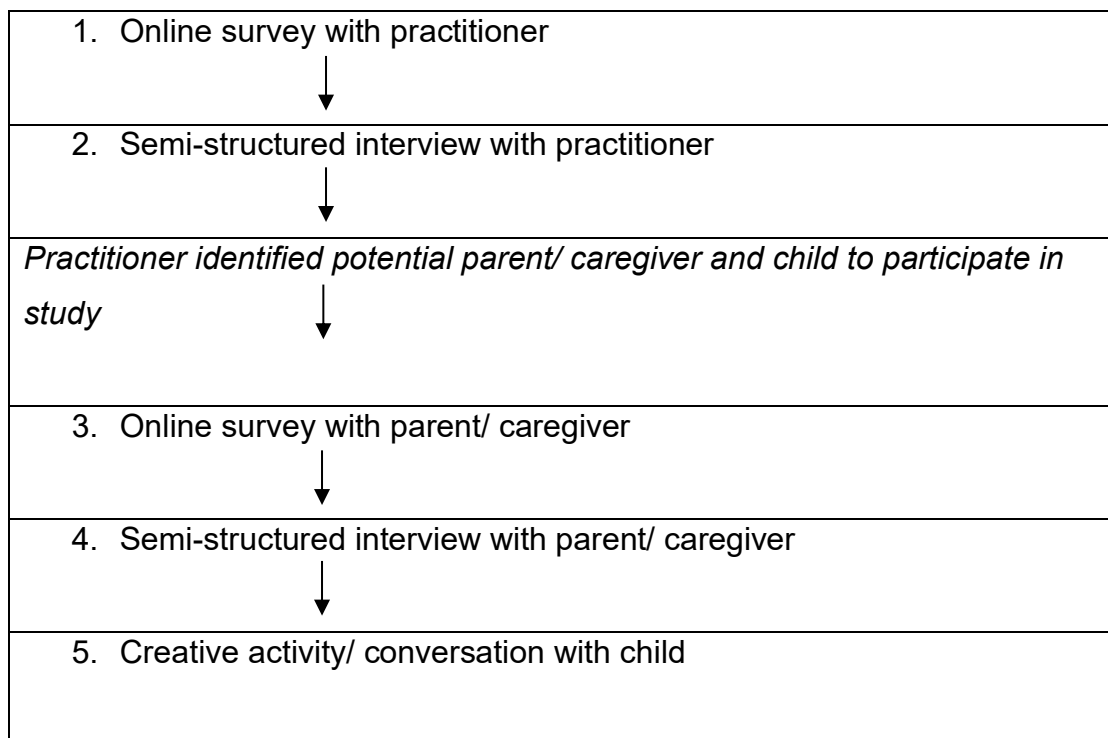 1. Online survey with practitioner
2. Semi-structured interview with practitioner
Practitioner identified potential parent/ caregiver and child to participate in
study
3. Online survey with parent/ caregiver
4. Semi-structured interview with parent/ caregiver
5. Creative activity/ conversation with child